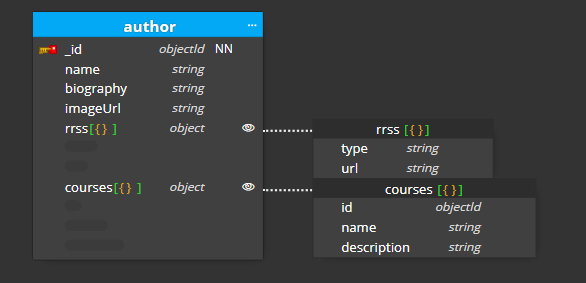 author ...
_id objectId NN
name string
biography string
imageUrl string
rrss[{} ] object
courses[{} ] object
rrss [{}]
type string
url string
courses [{}]
id objectId
name string
description string